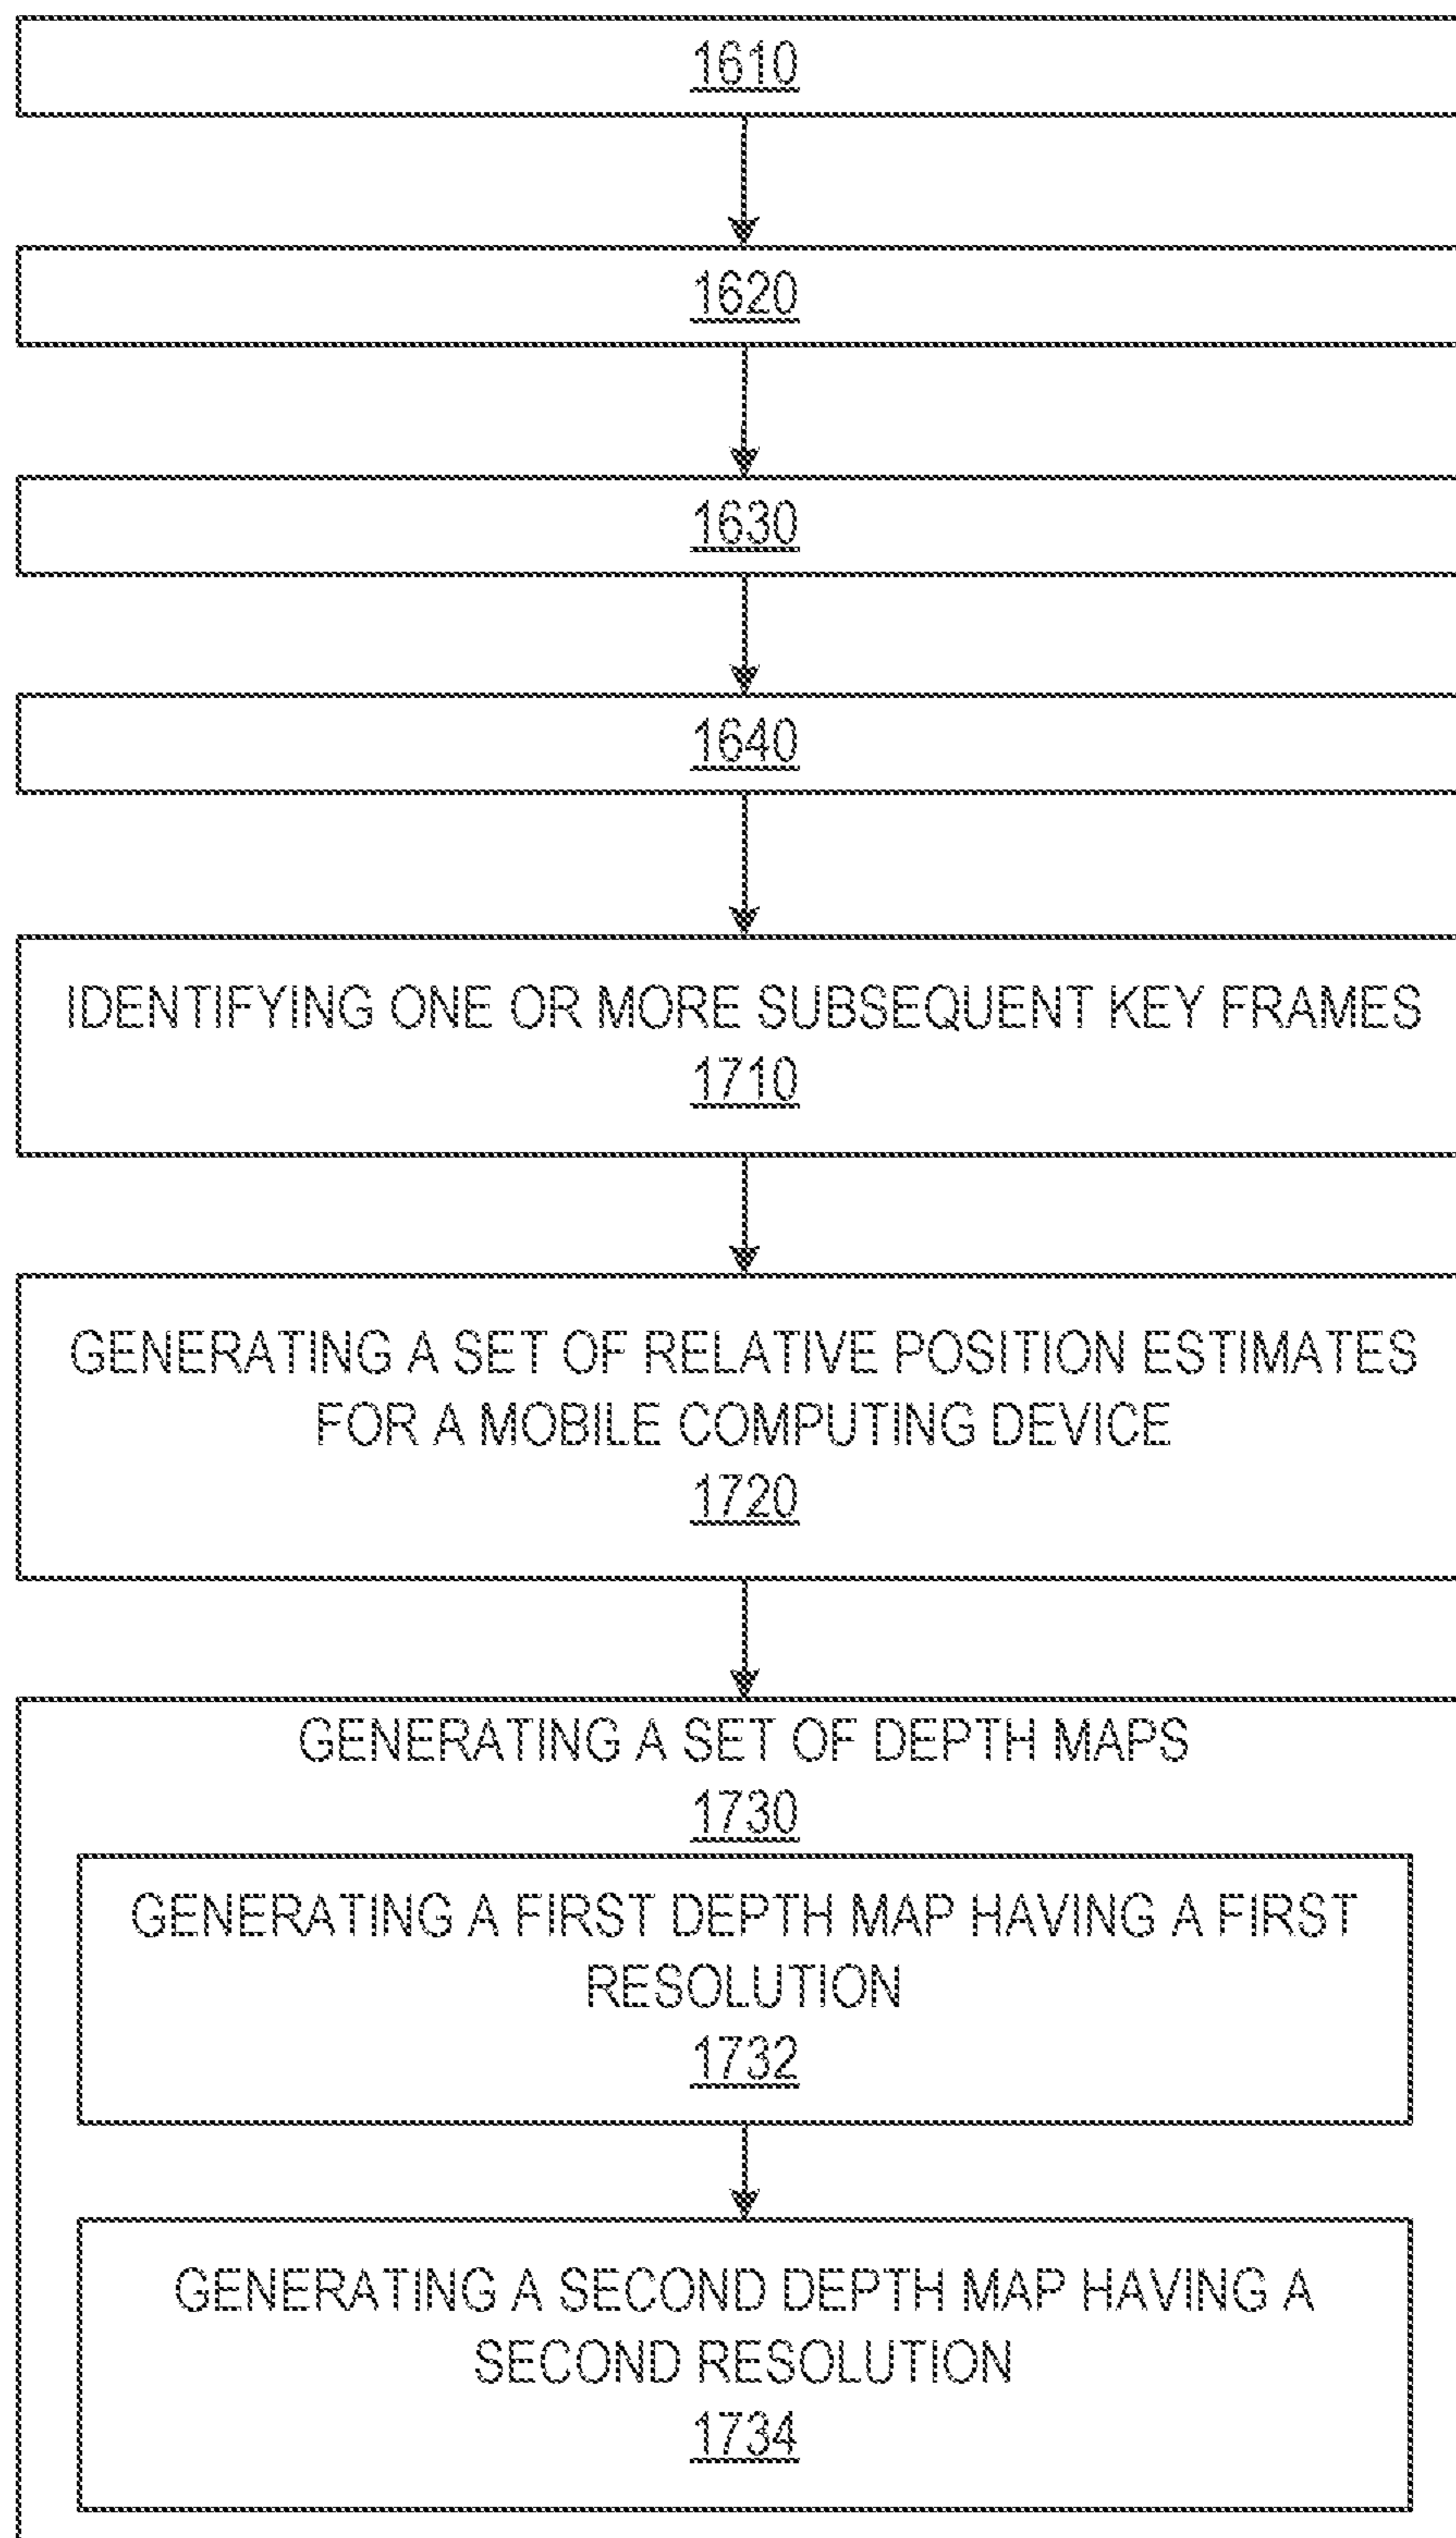 1610
1620
1630
1640
IDENTIFYING ONE OR MORE SUBSEQUENT KEY FRAMES
1710
GENERATING A SET OF RELATIVE POSITION ESTIMATES
FOR A MOBILE COMPUTING DEVICE
1720
GENERATING A SET OF DEPTH MAPS
1730
GENERATING A FIRST DEPTH MAP HAVING A FIRST
RESOLUTION
1732
GENERATING A SECOND DEPTH MAP HAVING A
SECOND RESOLUTION
1734